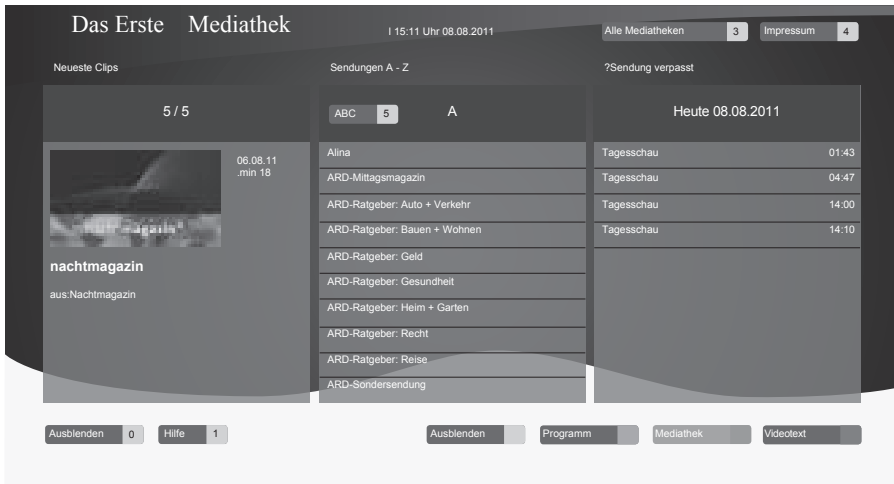 Das Erste Mediathek
I 15:11 Uhr 08.08.2011
Alle Mediatheken 3
Impressum 4
Neueste Clips
Sendungen A - Z
?Sendung verpasst
5 / 5
06.08.11
.min 18
nachtmagazin
aus:Nachtmagazin
ABC 5 A
Alina
ARD-Mittagsmagazin
ARD-Ratgeber: Auto + Verkehr
ARD-Ratgeber: Bauen + Wohnen
ARD-Ratgeber: Geld
ARD-Ratgeber: Gesundheit
ARD-Ratgeber: Heim + Garten
ARD-Ratgeber: Recht
ARD-Ratgeber: Reise
ARD-Sondersendung
Heute 08.08.2011
Tagesschau 01:43
Tagesschau 04:47
Tagesschau 14:00
Tagesschau 14:10
Ausblenden 0
Hilfe 1
Ausblenden
Programm
Mediathek
Videotext